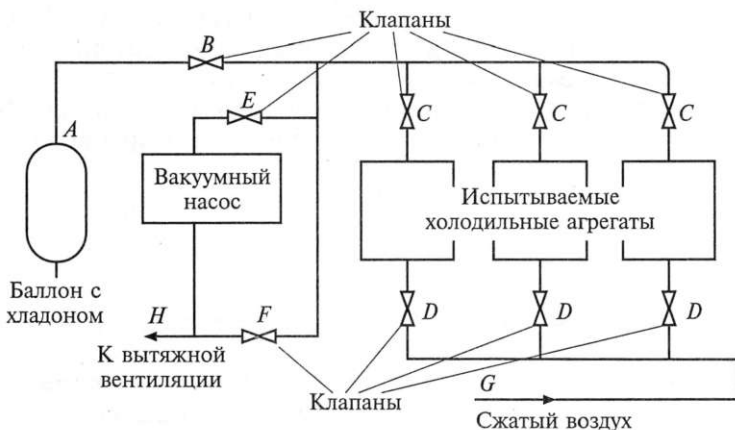 Клапаны
B
E
A
C
C
C
Вакуумный
насос
Испытываемые
холодильные агрегаты
Баллон с
хладоном
H
F
D
D
D
К вытяжной
вентиляции
G
Клапаны
Сжатый воздух